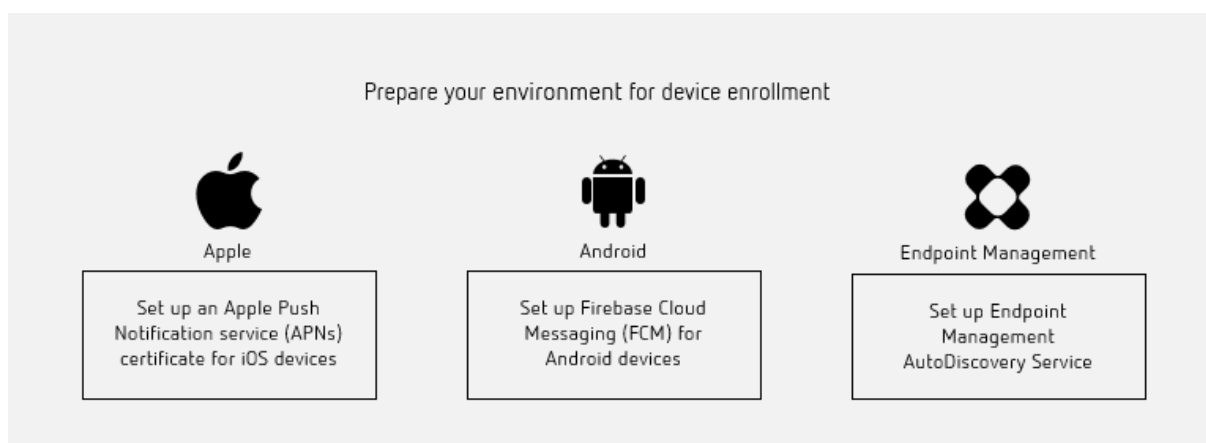 Prepare your environment for device enrollment
Apple
Android
Endpoint Management
Set up an Apple Push
Notification service (APNs)
certificate for iOS devices
Set up Firebase Cloud
Messaging (FCM) for
Android devices
Set up Endpoint
Management
AutoDiscovery Service